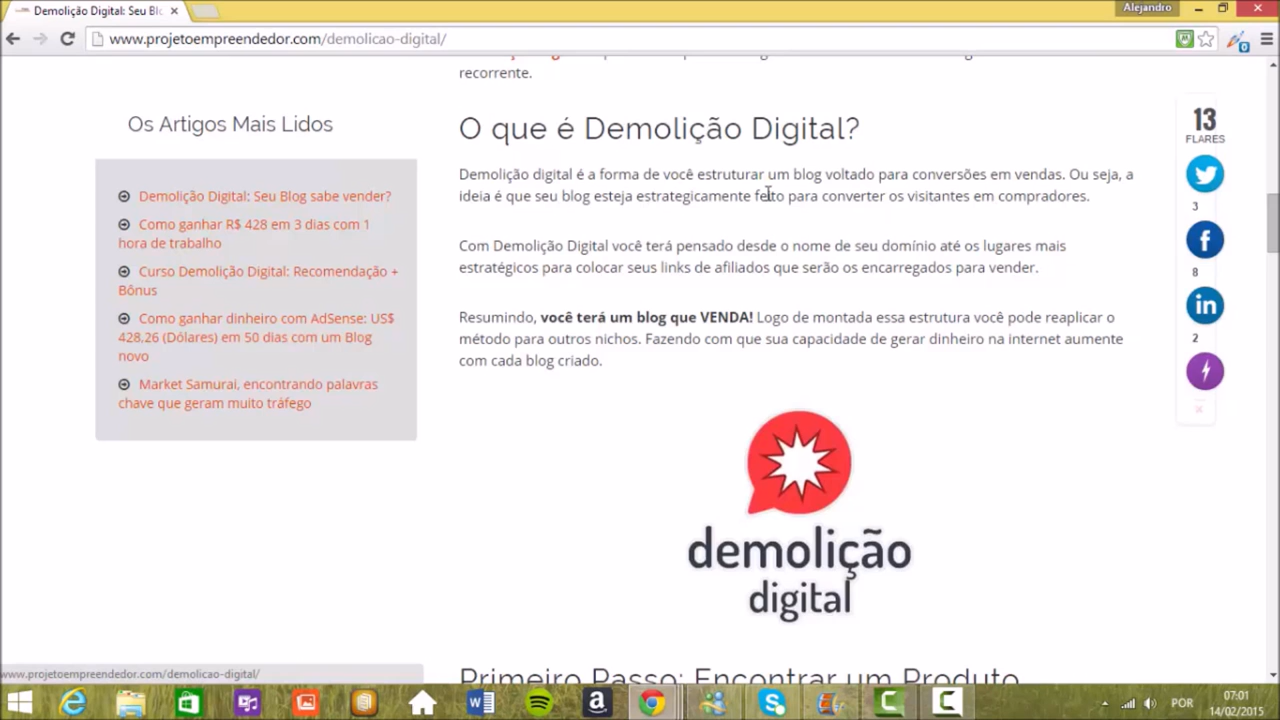 Demolição Digital: Seu Blo
Alejandro
www.projetoempreendedor.com/demolicao-digital/
recorrente.
Os Artigos Mais Lidos
Demolição Digital: Seu Blog sabe vender?
Como ganhar R$ 428 em 3 dias com 1
hora de trabalho
Curso Demolição Digital: Recomendação +
Bônus
Como ganhar dinheiro com AdSense: US$
428,26 (Dólares) em 50 dias com um Blog
novo
Market Samurai, encontrando palavras
chave que geram muito tráfego
O que é Demolição Digital?
Demolição digital é a forma de você estruturar um blog voltado para conversões em vendas. Ou seja, a
ideia é que seu blog esteja estrategicamente feito para converter os visitantes em compradores.
Com Demolição Digital você terá pensado desde o nome de seu domínio até os lugares mais
estratégicos para colocar seus links de afiliados que serão os encarregados para vender.
Resumindo, você terá um blog que VENDA! Logo de montada essa estrutura você pode reaplicar o
método para outros nichos. Fazendo com que sua capacidade de gerar dinheiro na internet aumente
com cada blog criado.
demolição
digital
Primeiro Passo: Encontrar um Produto
13
FLARES
3
8
2
www.projetoempreendedor.com/demolicao-digital/
POR
07:01
14/02/2015